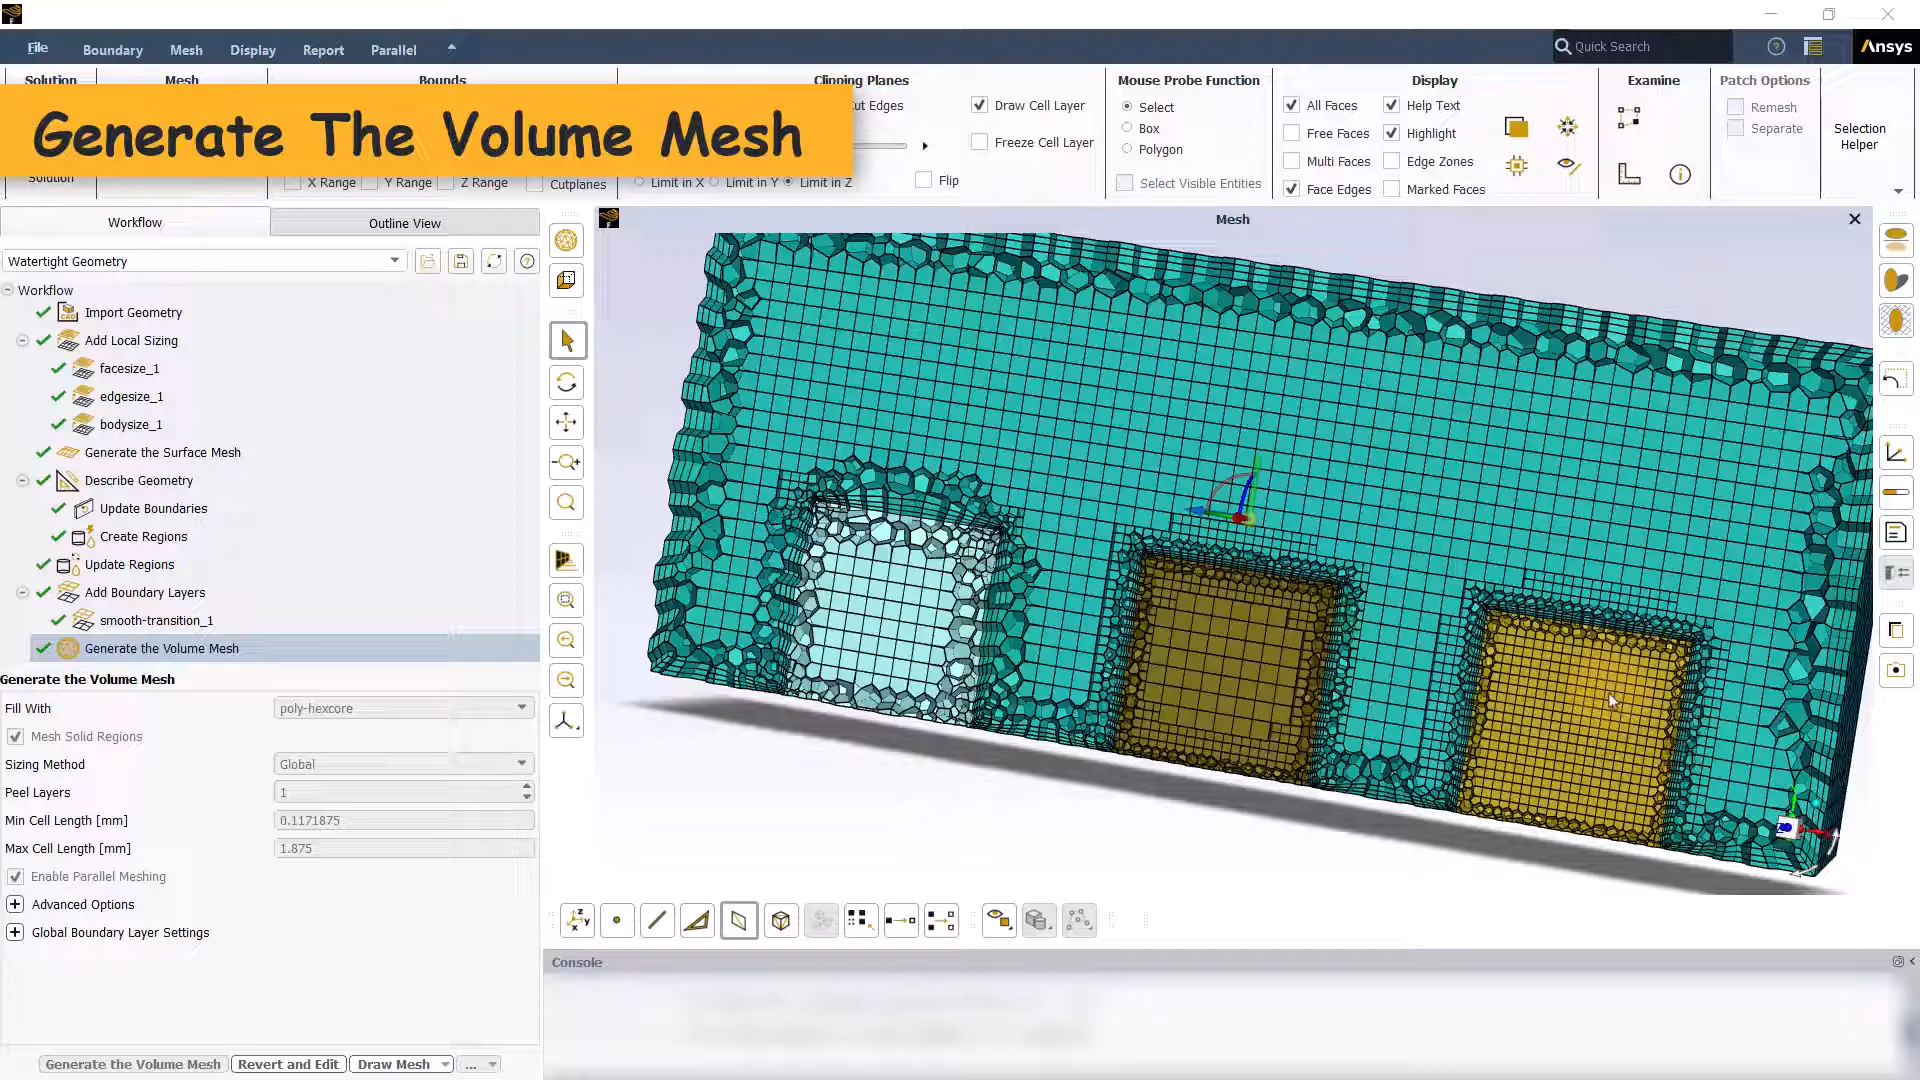 File Boundary Mesh Display Report Parallel
Quick Search
Ansys
Solution Mesh Bounds Clipping Planes Mouse Probe Function Display Examine Patch Options
Generate The Volume Mesh
Draw Cell Layer Select All Faces Help Text Remesh
Box Free Faces Highlight Separate Selection
Freeze Cell Layer Polygon Multi Faces Edge Zones Helper
Solution X Range Y Range Z Range Cutplanes Limit in X Limit in Y Limit in Z Flip Select Visible Entities Face Edges Marked Faces
Workflow Outline View
Mesh
Watertight Geometry
Workflow
Import Geometry
Add Local Sizing
facesize_1
edgesize_1
bodysize_1
Generate the Surface Mesh
Describe Geometry
Update Boundaries
Create Regions
Update Regions
Add Boundary Layers
smooth-transition_1
Generate the Volume Mesh
Generate the Volume Mesh
Fill With poly-hexcore
Mesh Solid Regions
Sizing Method Global
Peel Layers 1
Min Cell Length [mm] 0.1171875
Max Cell Length [mm] 1.875
Enable Parallel Meshing
Advanced Options
Global Boundary Layer Settings
Console
Generate the Volume Mesh Revert and Edit Draw Mesh ...